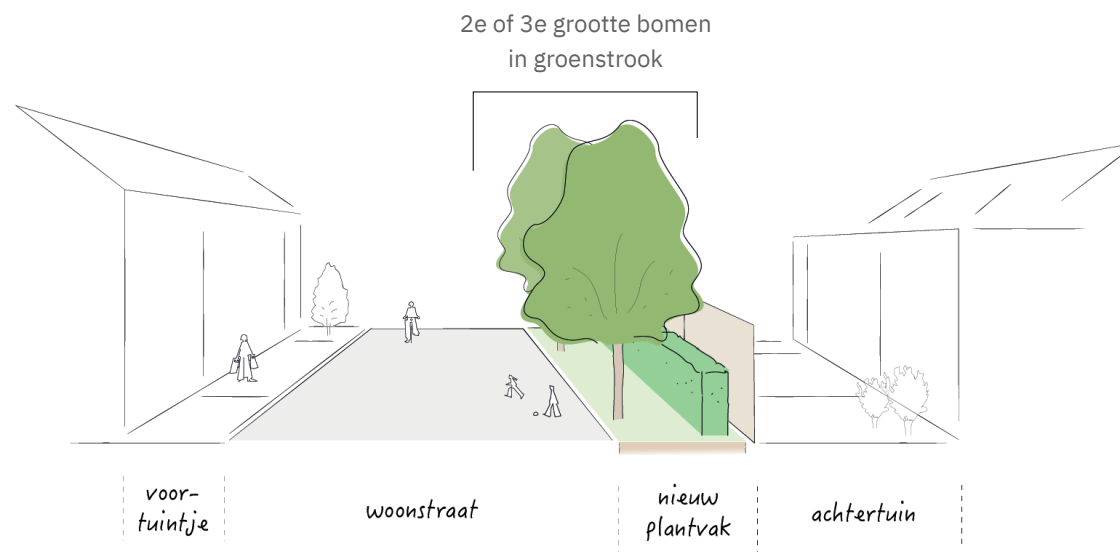 2e of 3e grootte bomen
in groenstrook
voor-
tuintje
woonstraat
nieuw
plantvak
achtertuin